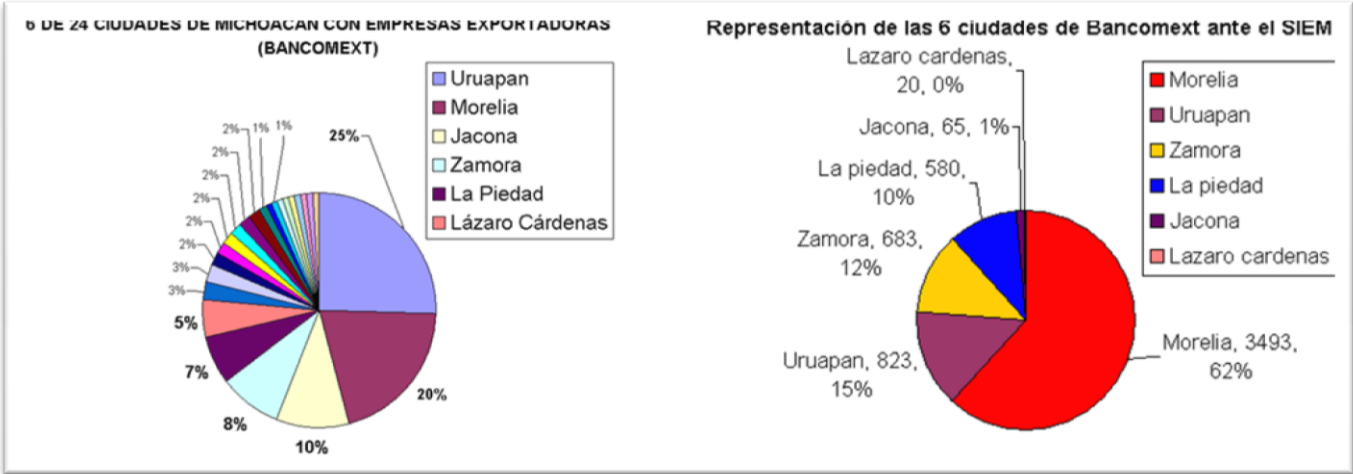 6 DE 24 CIUDADES DE MICHOACAN CON EMPRESAS EXPORTADORAS
(BANCOMEXT)
Uruapan
Morelia
Jacona
Zamora
La Piedad
Lázaro Cárdenas
2%
1%
1%
25%
2%
2%
2%
2%
2%
3%
3%
5%
7%
8%
10%
20%
Representación de las 6 ciudades de Bancomext ante el SIEM
Lazaro cardenas,
20, 0%
Jacona, 65, 1%
La piedad, 580,
10%
Zamora, 683,
12%
Uruapan, 823,
15%
Morelia, 3493,
62%
Morelia
Uruapan
Zamora
La piedad
Jacona
Lazaro cardenas